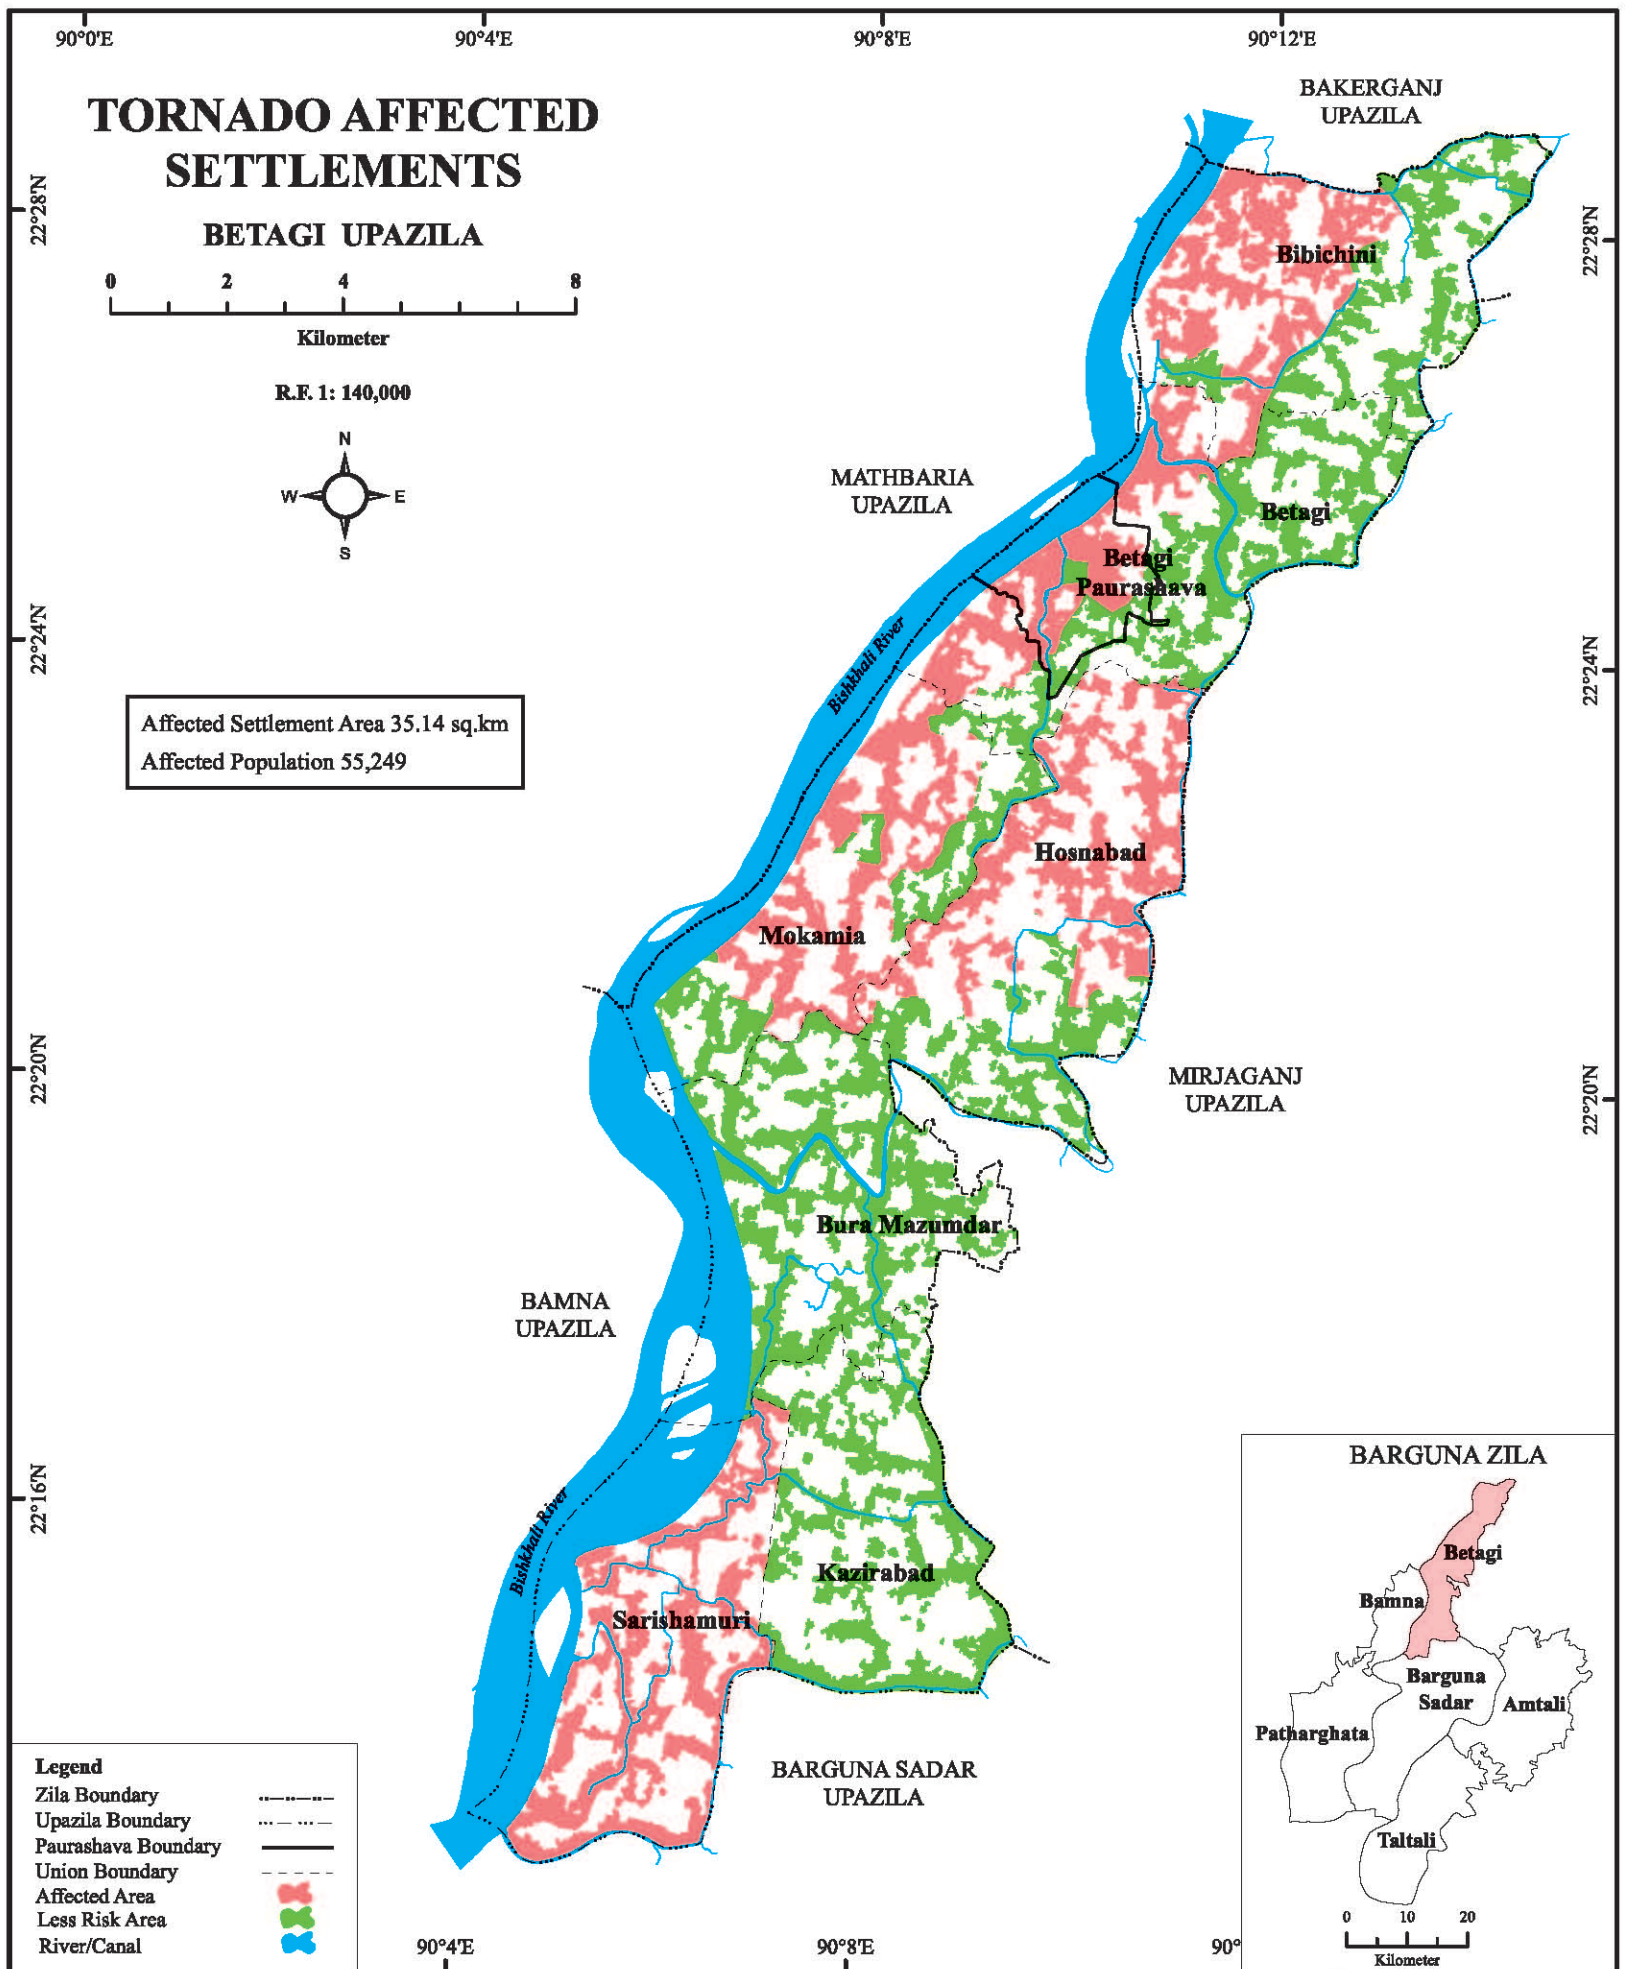 90°0'E
90°4'E
90°8'E
90°12'E
TORNADO AFFECTED
SETTLEMENTS
BETAGI UPAZILA
0 2 4 6 8
Kilometer
R.F. 1: 140,000
N
W E
S
Affected Settlement Area 35.14 sq.km
Affected Population 55,249
22°28'N
22°24'N
22°20'N
22°16'N
22°28'N
22°24'N
22°20'N
BAKERGANJ
UPAZILA
Bibichini
MATHBARIA
UPAZILA
Betagi
Betagi
Paurashava
Bishkhali River
Hosnabad
Mokamia
MIRJAGANJ
UPAZILA
Bura Mazumdar
BAMNA
UPAZILA
Bishkhali River
Kazirabad
Sarishamuri
BARGUNA SADAR
UPAZILA
Legend
Zila Boundary
Upazila Boundary
Paurashava Boundary
Union Boundary
Affected Area
Less Risk Area
River/Canal
BARGUNA ZILA
Betagi
Bamna
Barguna
Sadar
Amtali
Patharghata
Taltali
0 10 20
Kilometer
90°4'E
90°8'E
90°